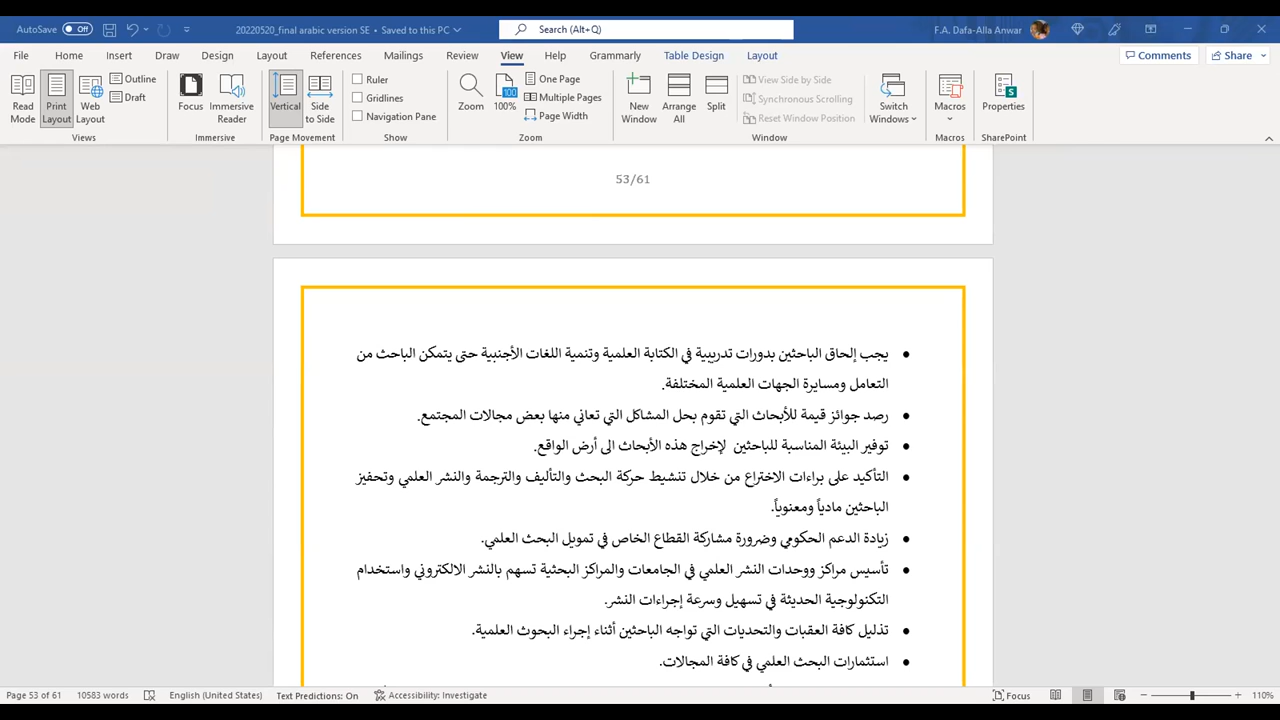 AutoSave Off 20220520_final arabic version SE • Saved to this PC Search (Alt+Q) F.A. Dafa-Alla Anwar
File Home Insert Draw Design Layout References Mailings Review View Help Grammarly Table Design Layout Comments Share
Read Mode
Print Layout
Web Layout
Outline
Draft
Views
Focus
Immersive Reader
Immersive
Vertical
Side to Side
Page Movement
Ruler
Gridlines
Navigation Pane
Show
Zoom
100%
One Page
Multiple Pages
Page Width
Zoom
New Window
Arrange All
Split
View Side by Side
Synchronous Scrolling
Reset Window Position
Switch Windows
Window
Macros
Macros
Properties
SharePoint
53/61
• يجب إلحاق الباحثين بدورات تدريبية في الكتابة العلمية وتنمية اللغات الأجنبية حتى يتمكن الباحث من
التعامل ومسايرة الجهات العلمية المختلفة.
• رصد جوائز قيمة للأبحاث التي تقوم بحل المشاكل التي تعاني منها بعض مجالات المجتمع.
• توفير البيئة المناسبة للباحثين لإخراج هذه الأبحاث الى أرض الواقع.
• التأكيد على براءات الاختراع من خلال تنشيط حركة البحث والتأليف والترجمة والنشر العلمي وتحفيز
الباحثين مادياً ومعنوياً.
• زيادة الدعم الحكومي وضرورة مشاركة القطاع الخاص في تمويل البحث العلمي.
• تأسيس مراكز ووحدات النشر العلمي في الجامعات والمراكز البحثية تسهم بالنشر الالكتروني واستخدام
التكنولوجية الحديثة في تسهيل وسرعة إجراءات النشر.
• تذليل كافة العقبات والتحديات التي تواجه الباحثين أثناء إجراء البحوث العلمية.
• استثمارات البحث العلمي في كافة المجالات.
Page 53 of 61 10583 words English (United States) Text Predictions: On Accessibility: Investigate Focus 110%